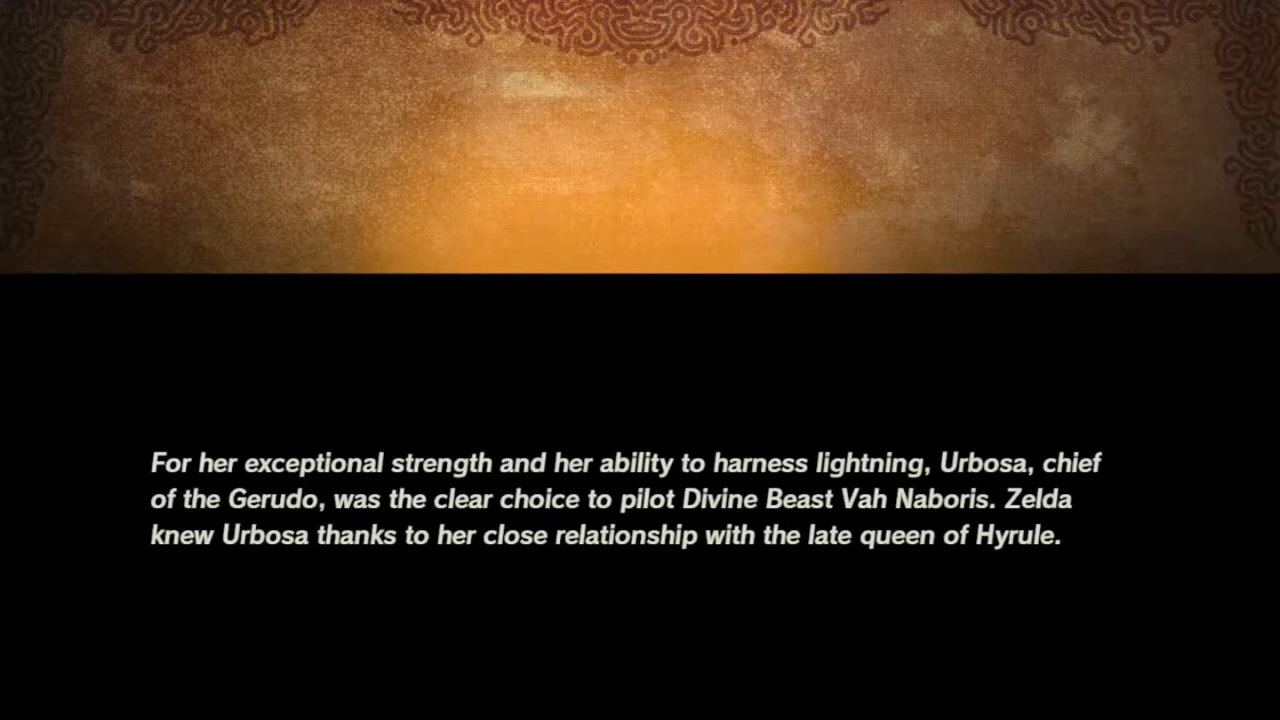 For her exceptional strength and her ability to harness lightning, Urbosa, chief
of the Gerudo, was the clear choice to pilot Divine Beast Vah Naboris. Zelda
knew Urbosa thanks to her close relationship with the late queen of Hyrule.